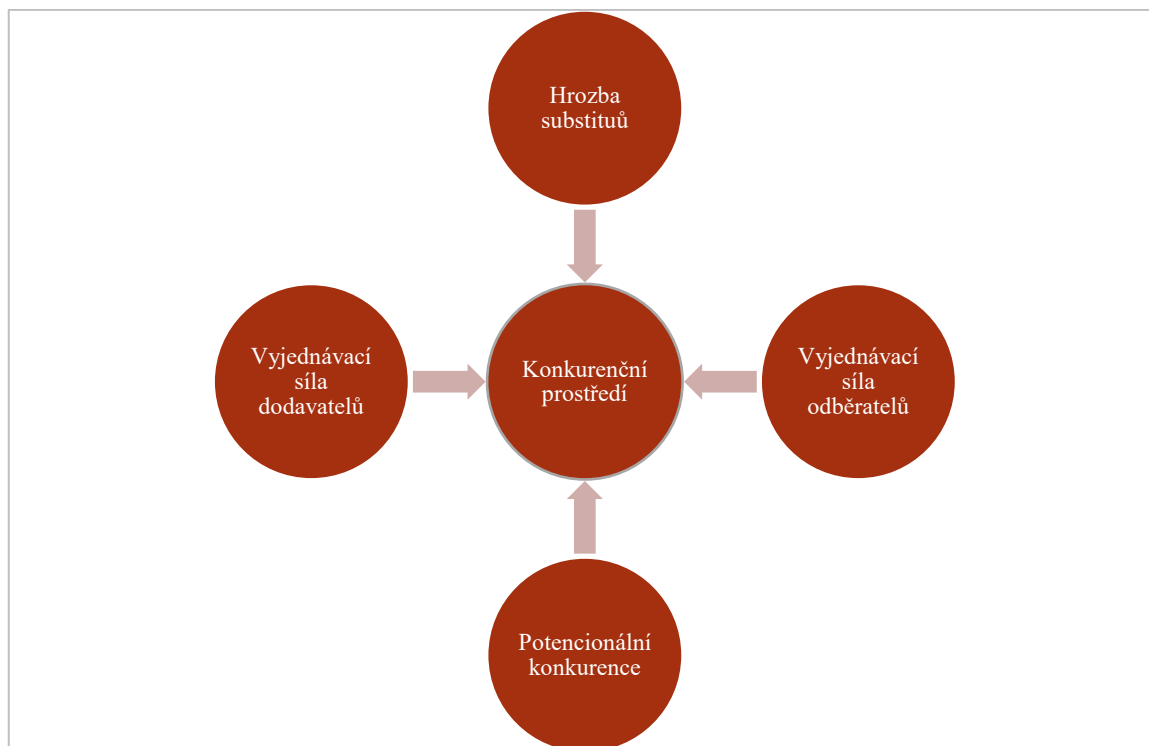 Hrozba
substituů
Vyjednávací
síla
dodavatelů
Konkurenční
prostředí
Vyjednávací
síla
odběratelů
Potencionální
konkurence